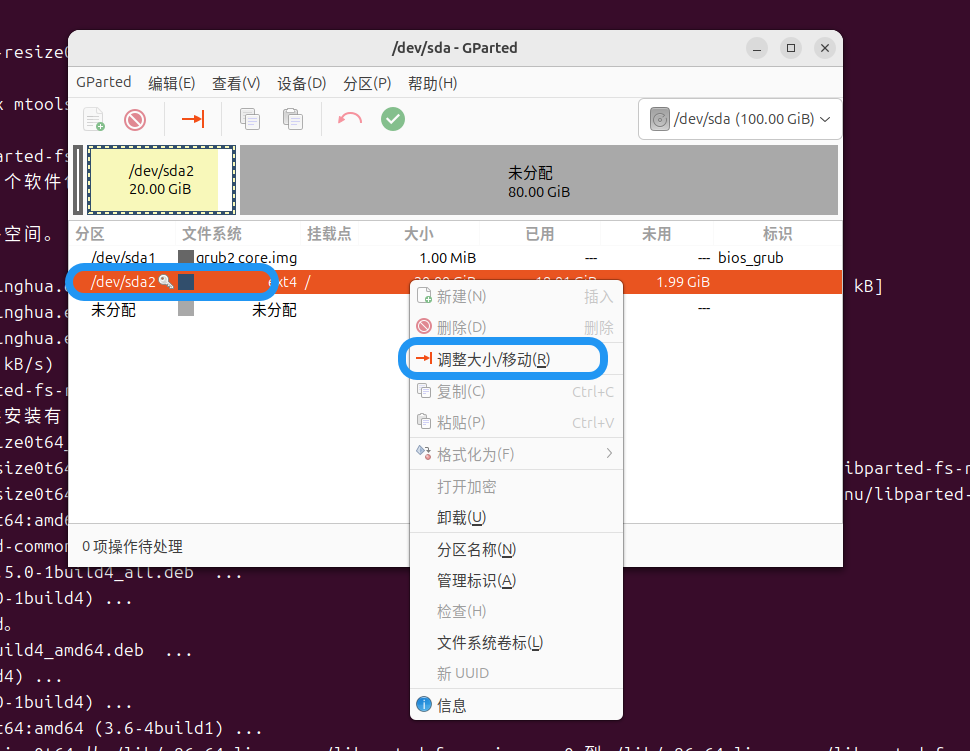 /dev/sda - GParted
GParted 编辑(E) 查看(V) 设备(D) 分区(P) 帮助(H)
/dev/sda (100.00 GiB)
/dev/sda2
20.00 GiB
未分配
80.00 GiB
分区 文件系统 挂载点 大小 已用 未用 标识
/dev/sda1 grub2 core.img 1.00 MiB --- --- bios_grub
/dev/sda2 ext4 / 1.99 GiB
未分配 未分配 ---
新建(N) 插入
删除(D) 删除
调整大小/移动(R)
复制(C) Ctrl+C
粘贴(P) Ctrl+V
格式化为(F)
打开加密
卸载(U)
分区名称(N)
管理标识(A)
检查(H)
文件系统卷标(L)
新 UUID
信息
0 项操作待处理
-resize0
x mtools
parted-fs
个软件
空间。
inghua.e kB]
inghua.e
inghua.e
kB/s)
ted-fs-r
安装有
ize0t64_
size0t64 libparted-fs-r
size0t64 nu/libparted-
t64:amd6
d-common
.5.0-1build4_all.deb ...
0-1build4) ...
d。
uild4_amd64.deb ...
d4) ...
0-1build4) ...
t64:amd64 (3.6-4build1) ...